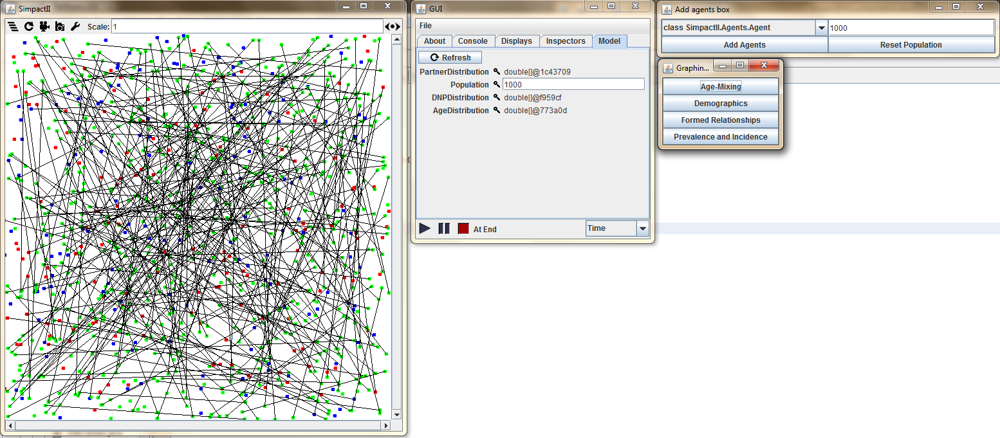 SimpactII
Scale: 1
GUI
File
About Console Displays Inspectors Model
Refresh
PartnerDistribution double[]@1c43709
Population 1000
DNPDistribution double[]@f959cf
AgeDistribution double[]@773a0d
At End Time
Add agents box
class SimpactII.Agents.Agent 1000
Add Agents Reset Population
Graphin...
Age-Mixing
Demographics
Formed Relationships
Prevalence and Incidence